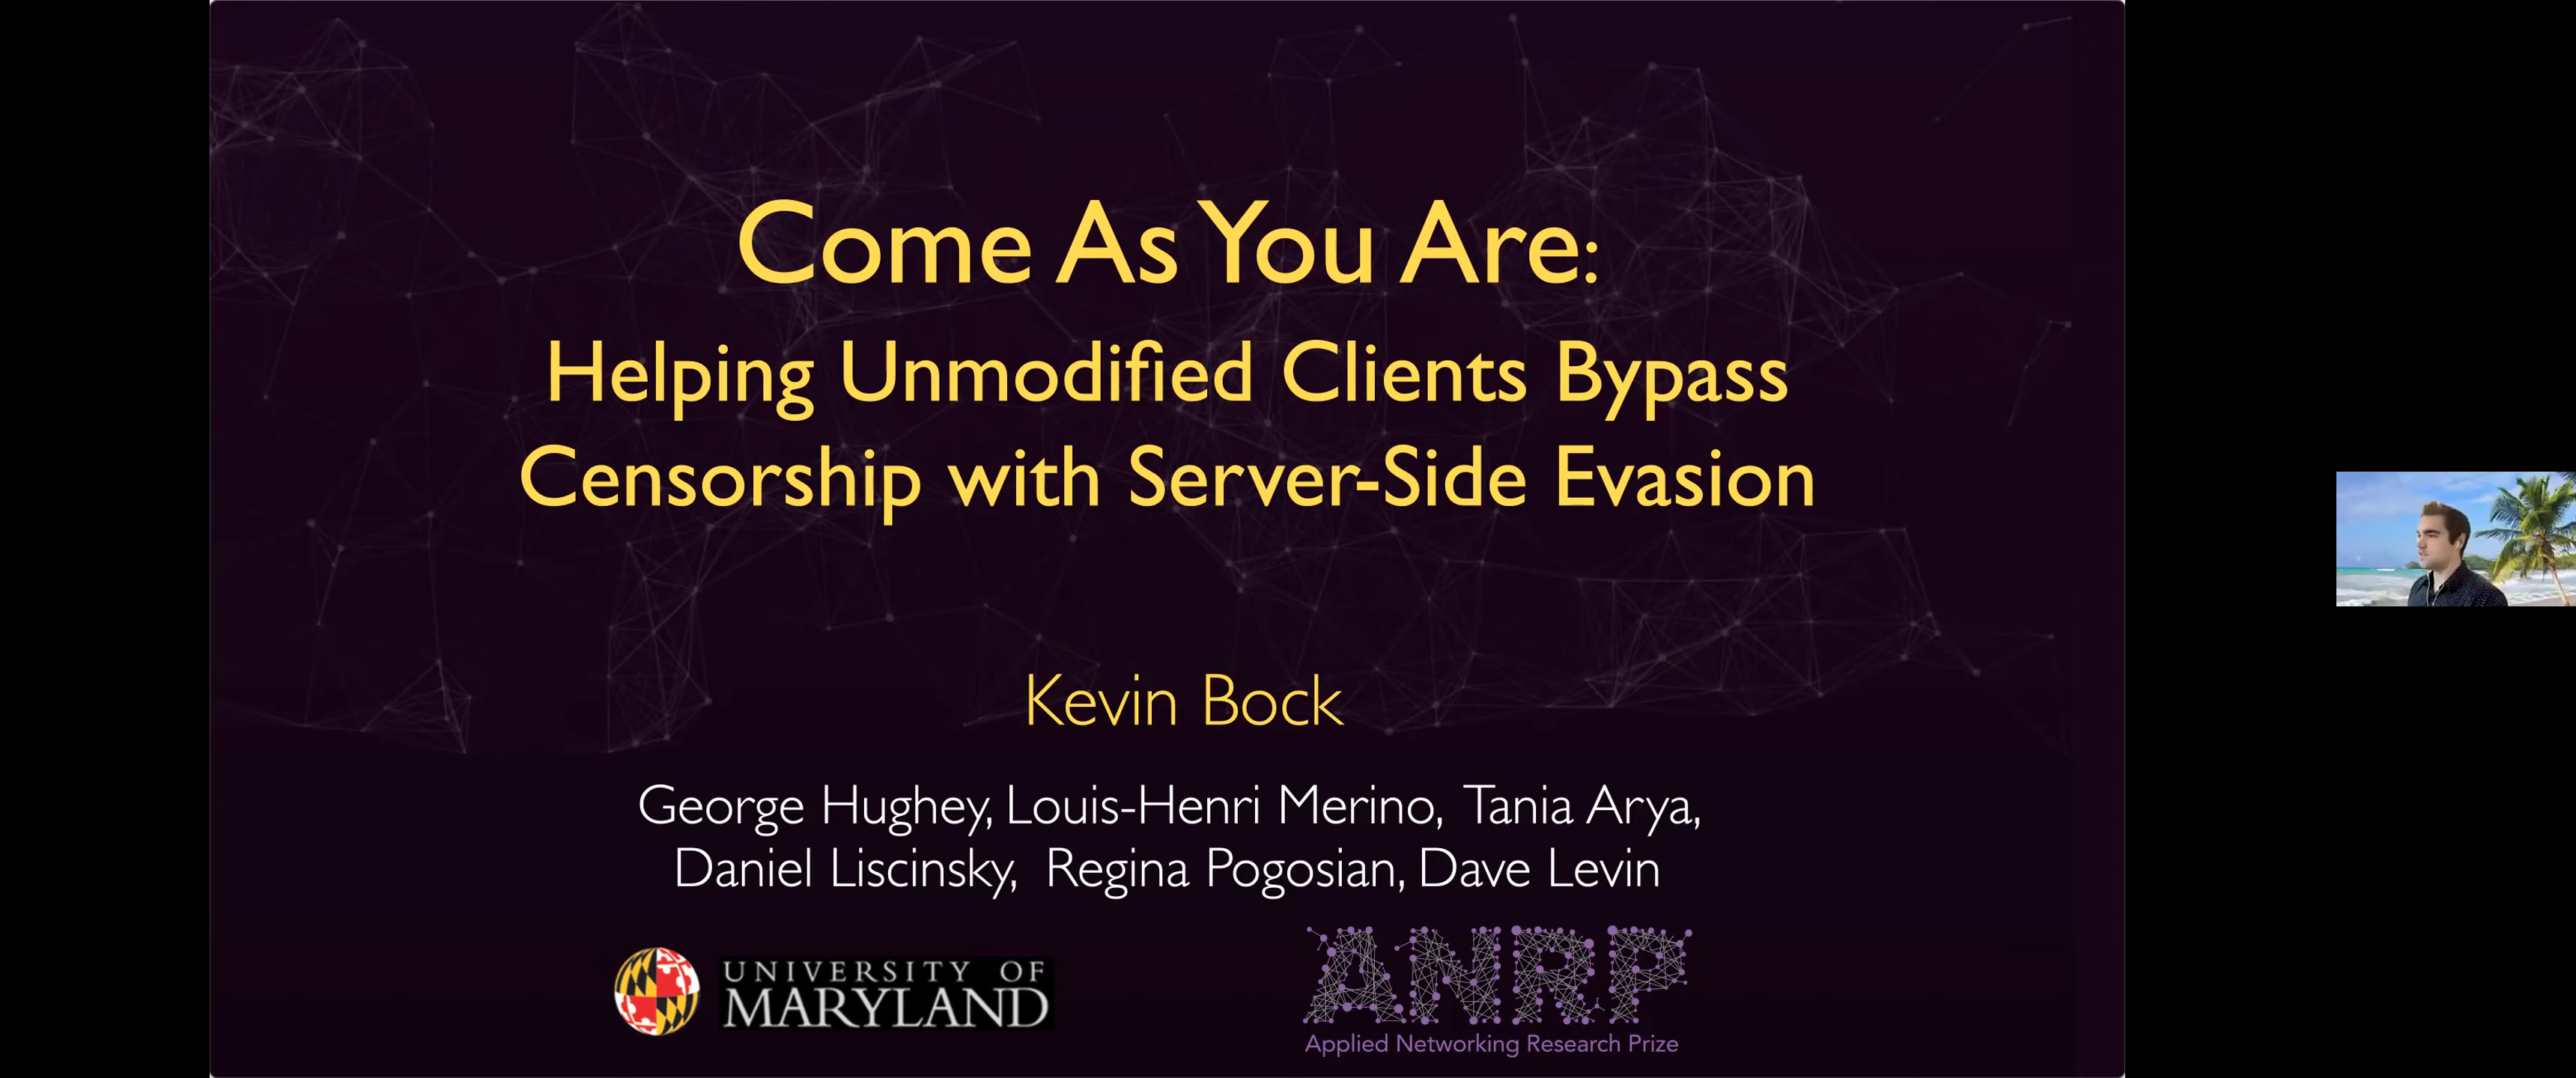 Come As You Are:
Helping Unmodified Clients Bypass
Censorship with Server-Side Evasion
Kevin Bock
George Hughey, Louis-Henri Merino, Tania Arya,
Daniel Liscinsky, Regina Pogosian, Dave Levin
UNIVERSITY OF
MARYLAND
ANRP
Applied Networking Research Prize